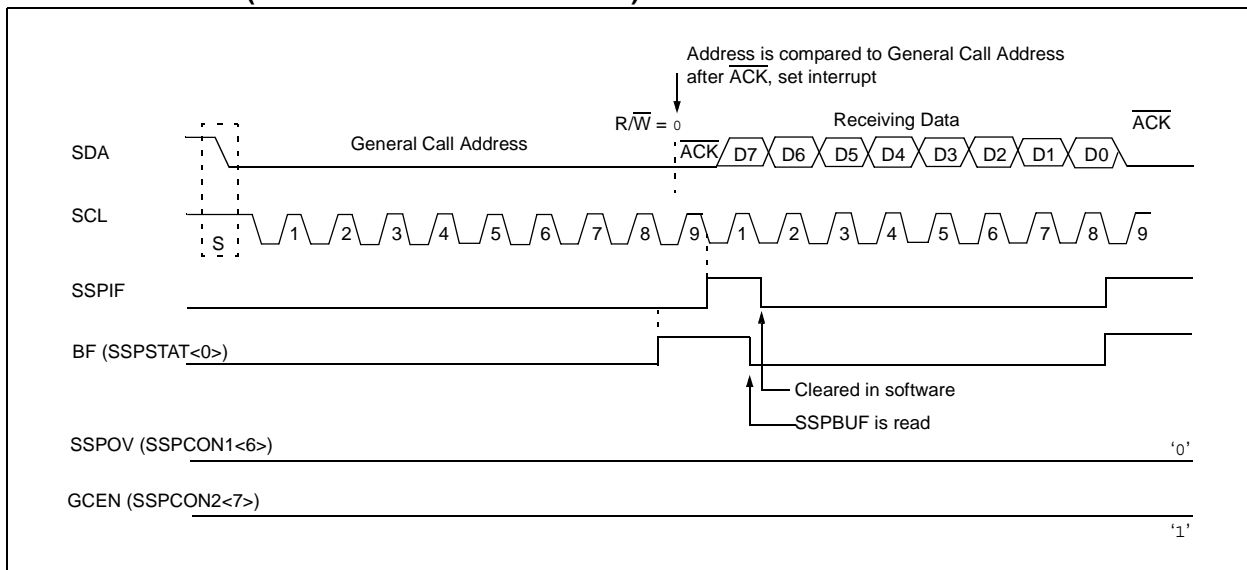 Address is compared to General Call Address
after ACK, set interrupt
R/W = 0
Receiving Data
ACK
SDA
General Call Address
ACK
D7
D6
D5
D4
D3
D2
D1
D0
SCL
S
1
2
3
4
5
6
7
8
9
1
2
3
4
5
6
7
8
9
SSPIF
BF (SSPSTAT<0>)
Cleared in software
SSPBUF is read
SSPOV (SSPCON1<6>)
‘0’
GCEN (SSPCON2<7>)
‘1’